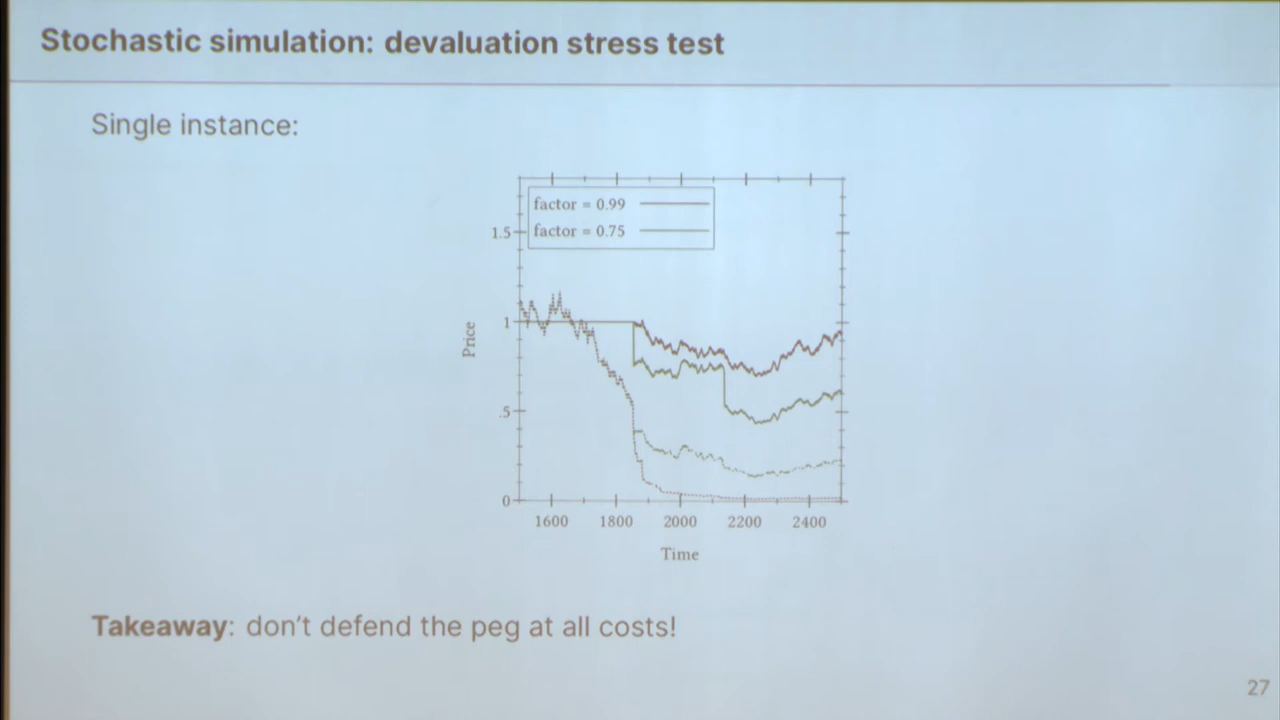 Stochastic simulation: devaluation stress test
Single instance:
factor = 0.99
factor = 0.75
1.5
1
.5
0
Price
1600 1800 2000 2200 2400
Time
Takeaway: don't defend the peg at all costs!
27